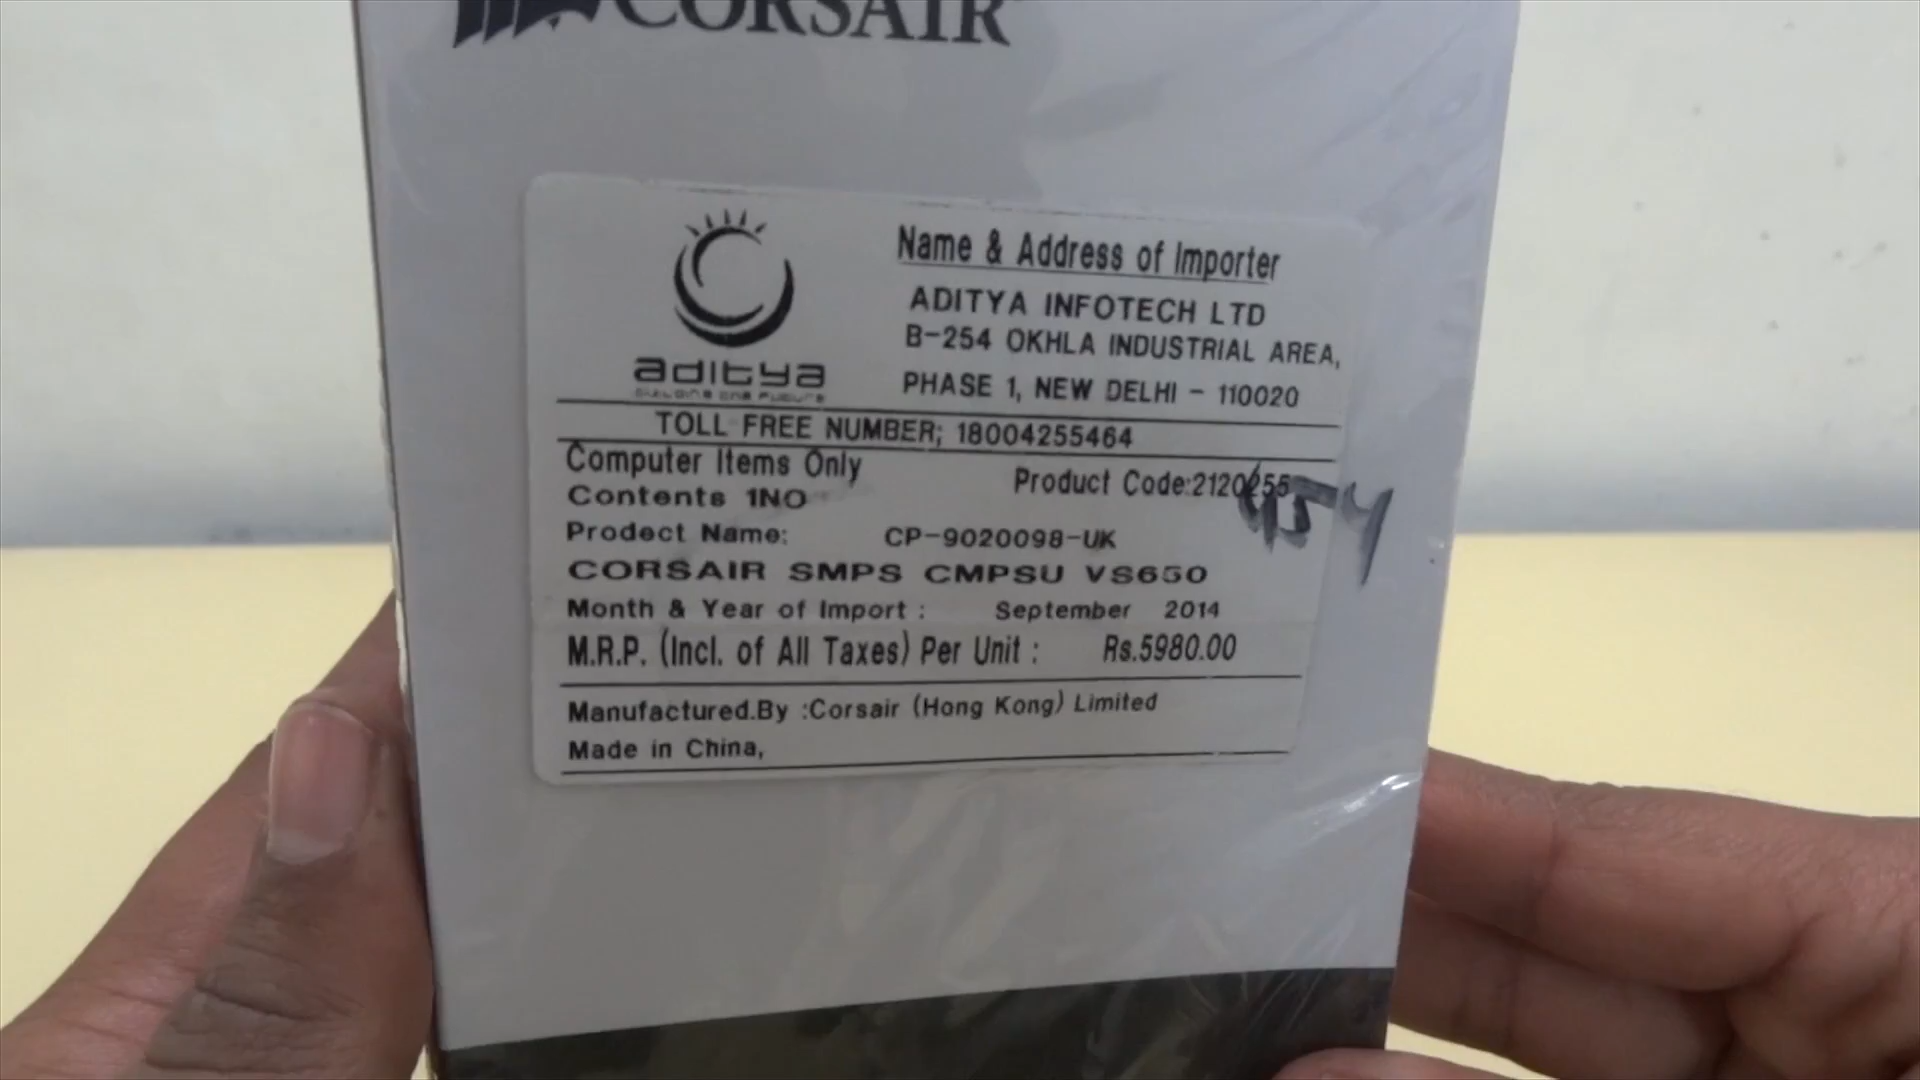 CORSAIR
Name & Address of Importer
ADITYA INFOTECH LTD
B-254 OKHLA INDUSTRIAL AREA,
PHASE 1, NEW DELHI - 110020
aditya
TOLL FREE NUMBER; 18004255464
Computer Items Only
Product Code:2120255
Contents 1NO
Prodect Name: CP-9020098-UK
CORSAIR SMPS CMPSU VS650
Month & Year of Import : September 2014
M.R.P. (Incl. of All Taxes) Per Unit : Rs.5980.00
Manufactured.By :Corsair (Hong Kong) Limited
Made in China,